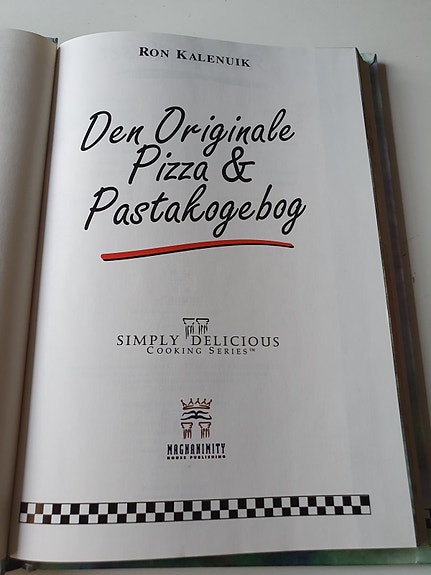 RON KALENUIK
Den Originale
Pizza &
Pastakogebog
SIMPLY DELICIOUS
COOKING SERIES™
MAGNANIMITY
HOUSE PUBLISHING